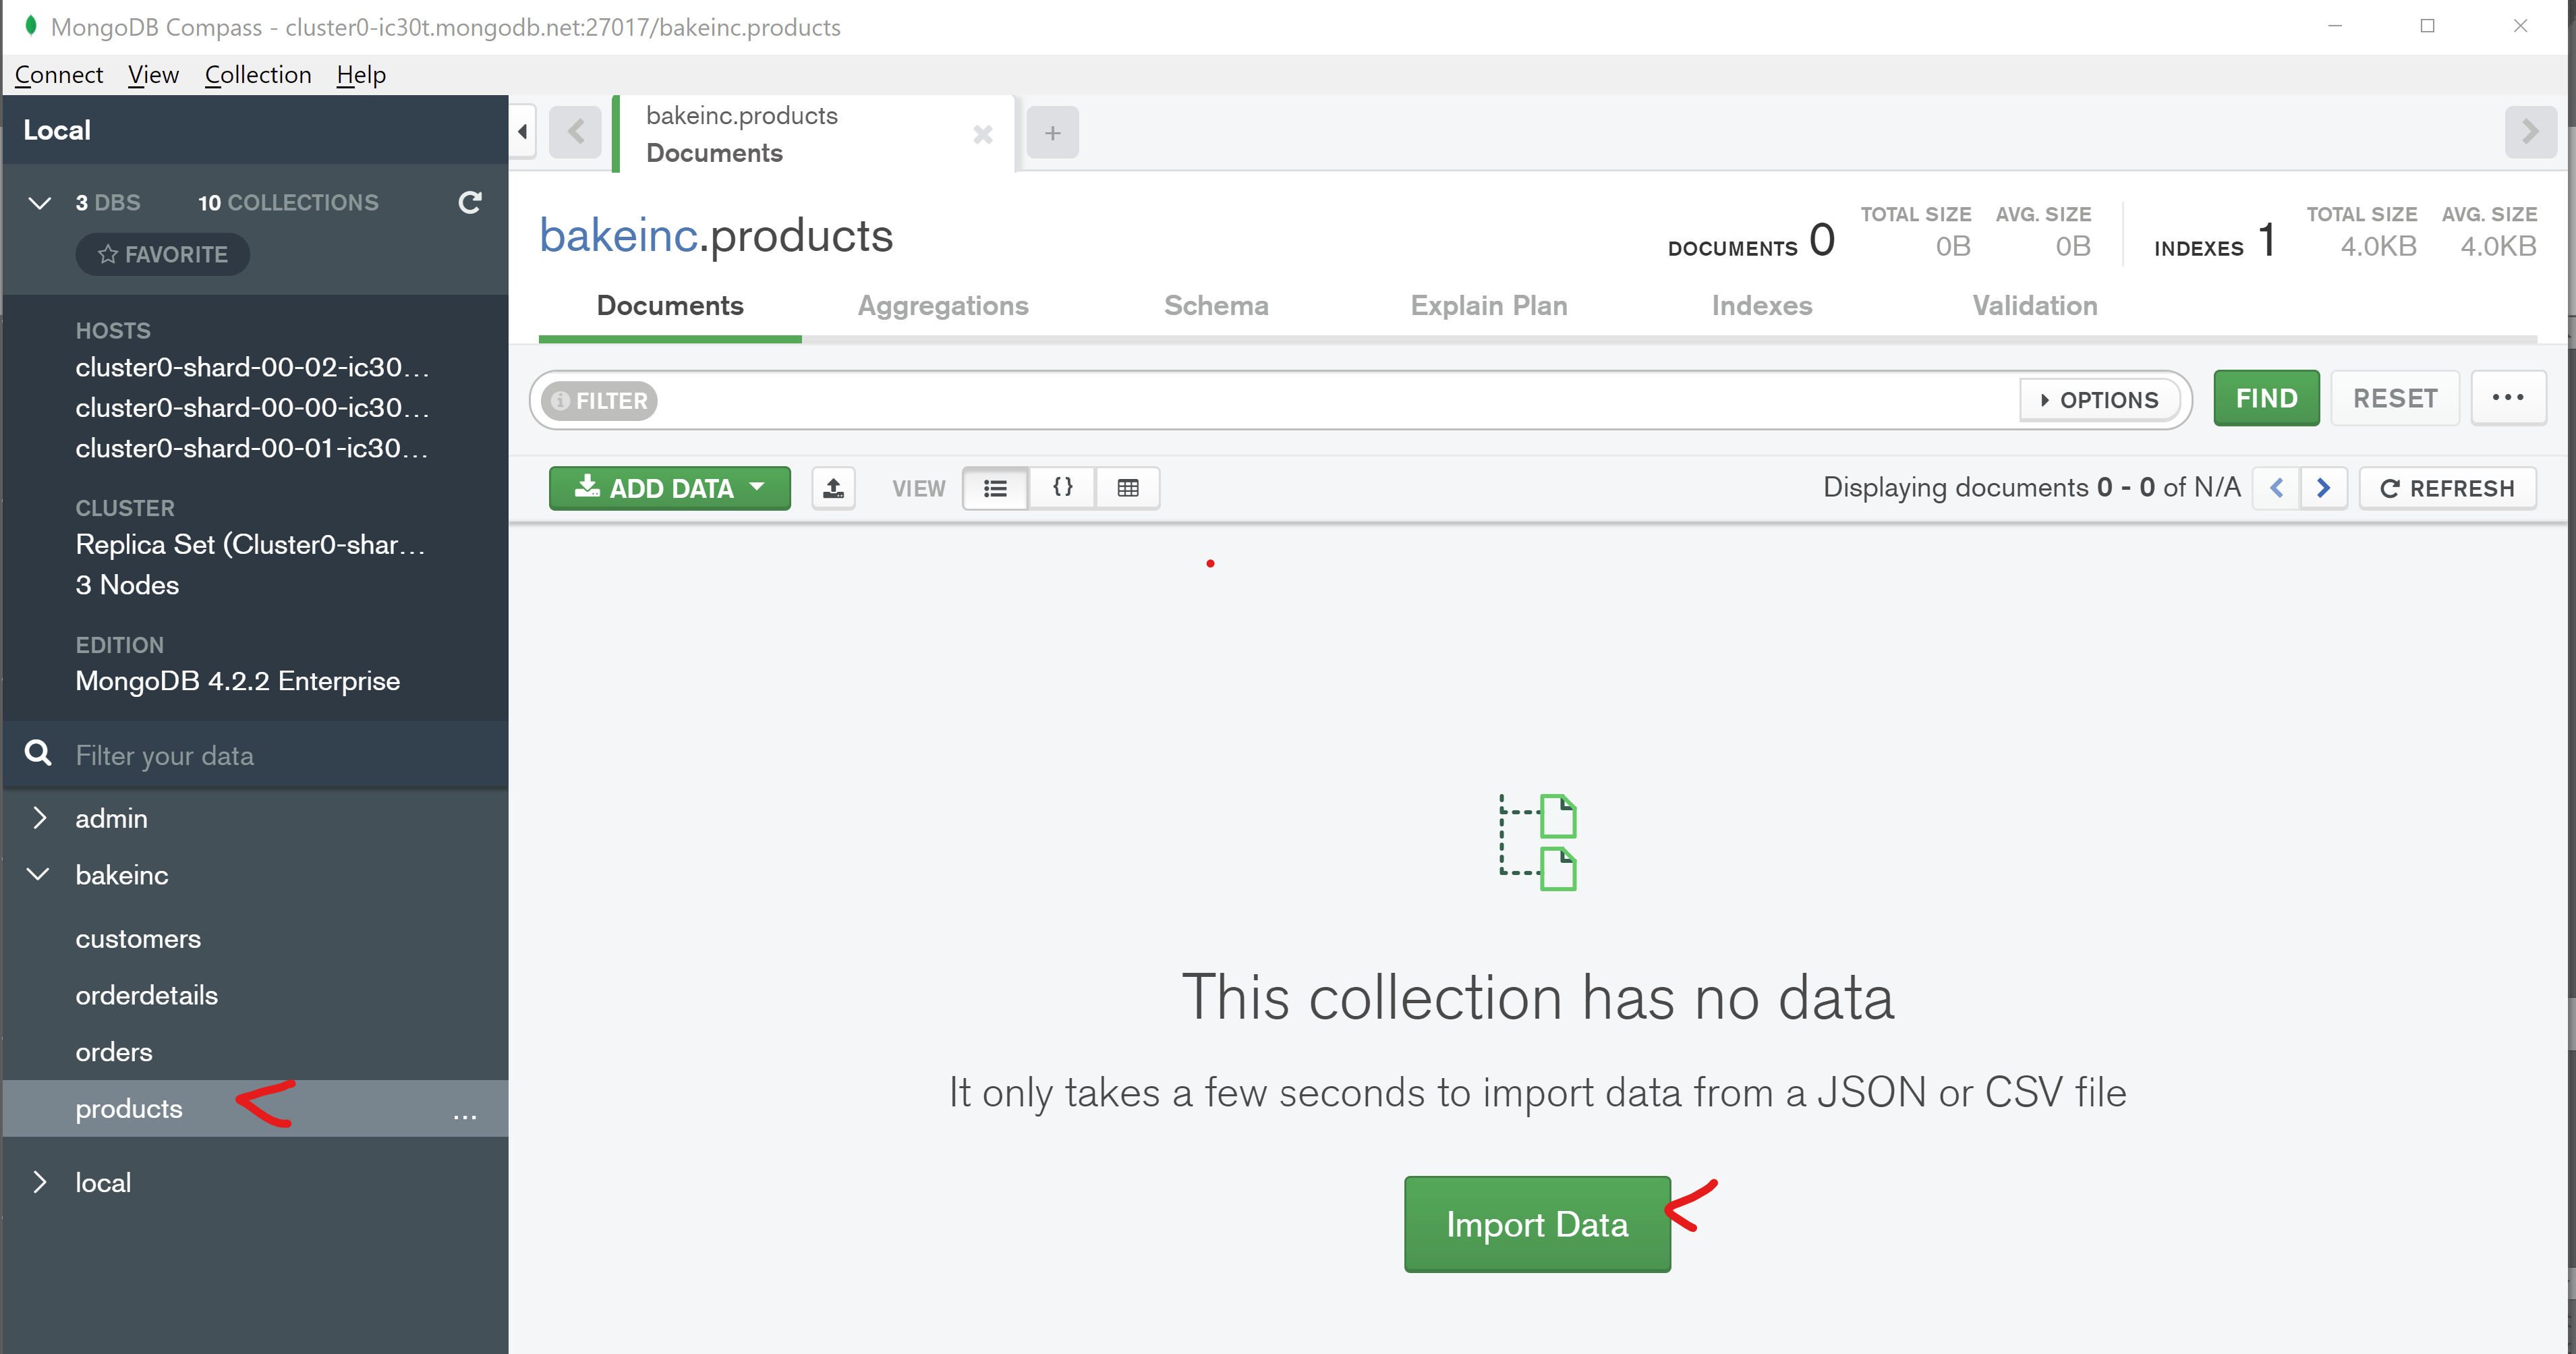 MongoDB Compass - cluster0-ic30t.mongodb.net:27017/bakeinc.products
Connect View Collection Help
Local
3 DBS 10 COLLECTIONS
FAVORITE
HOSTS
cluster0-shard-00-02-ic30...
cluster0-shard-00-00-ic30...
cluster0-shard-00-01-ic30...
CLUSTER
Replica Set (Cluster0-shar...
3 Nodes
EDITION
MongoDB 4.2.2 Enterprise
Filter your data
admin
bakeinc
customers
orderdetails
orders
products ...
local
bakeinc.products
Documents
bakeinc.products
DOCUMENTS 0 TOTAL SIZE 0B AVG. SIZE 0B INDEXES 1 TOTAL SIZE 4.0KB AVG. SIZE 4.0KB
Documents Aggregations Schema Explain Plan Indexes Validation
FILTER OPTIONS FIND RESET ...
ADD DATA VIEW {} Displaying documents 0 - 0 of N/A REFRESH
This collection has no data
It only takes a few seconds to import data from a JSON or CSV file
Import Data